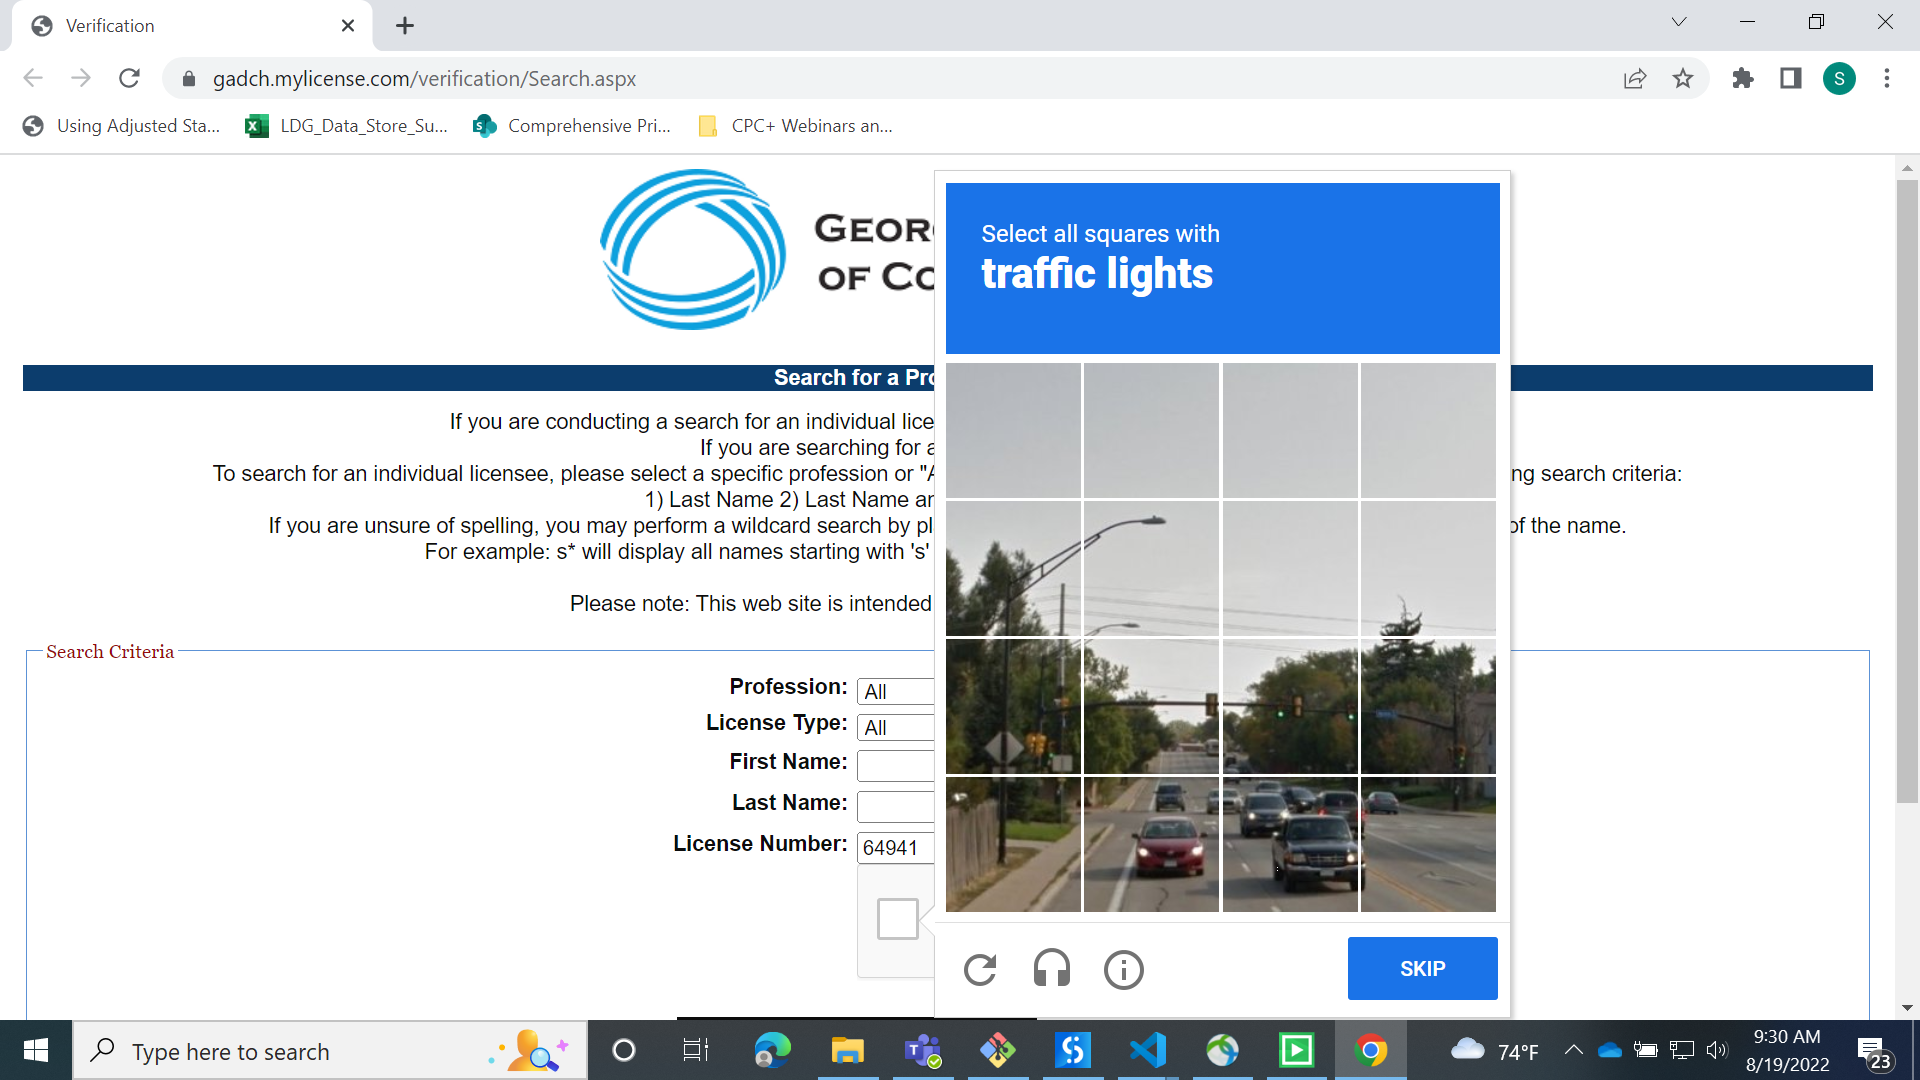 Verification
gadch.mylicense.com/verification/Search.aspx
S
Using Adjusted Sta...
LDG_Data_Store_Su...
Comprehensive Pri...
CPC+ Webinars an...
GEOR
OF CO
Select all squares with
traffic lights
Search for a Pro
If you are conducting a search for an individual lice
If you are searching for a
To search for an individual licensee, please select a specific profession or "A
ng search criteria:
1) Last Name 2) Last Name an
If you are unsure of spelling, you may perform a wildcard search by pl
of the name.
For example: s* will display all names starting with 's'
Please note: This web site is intended
Search Criteria
Profession:
All
License Type:
All
First Name:
Last Name:
License Number:
64941
SKIP
Type here to search
74°F
9:30 AM
8/19/2022
23